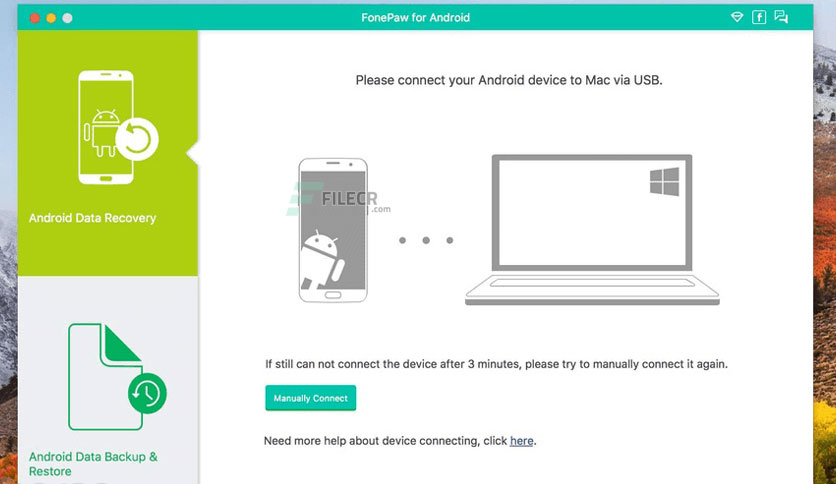 FonePaw for Android
Please connect your Android device to Mac via USB.
FILECR
.com
Android Data Recovery
If still can not connect the device after 3 minutes, please try to manually connect it again.
Manually Connect
Need more help about device connecting, click here.
Android Data Backup &
Restore